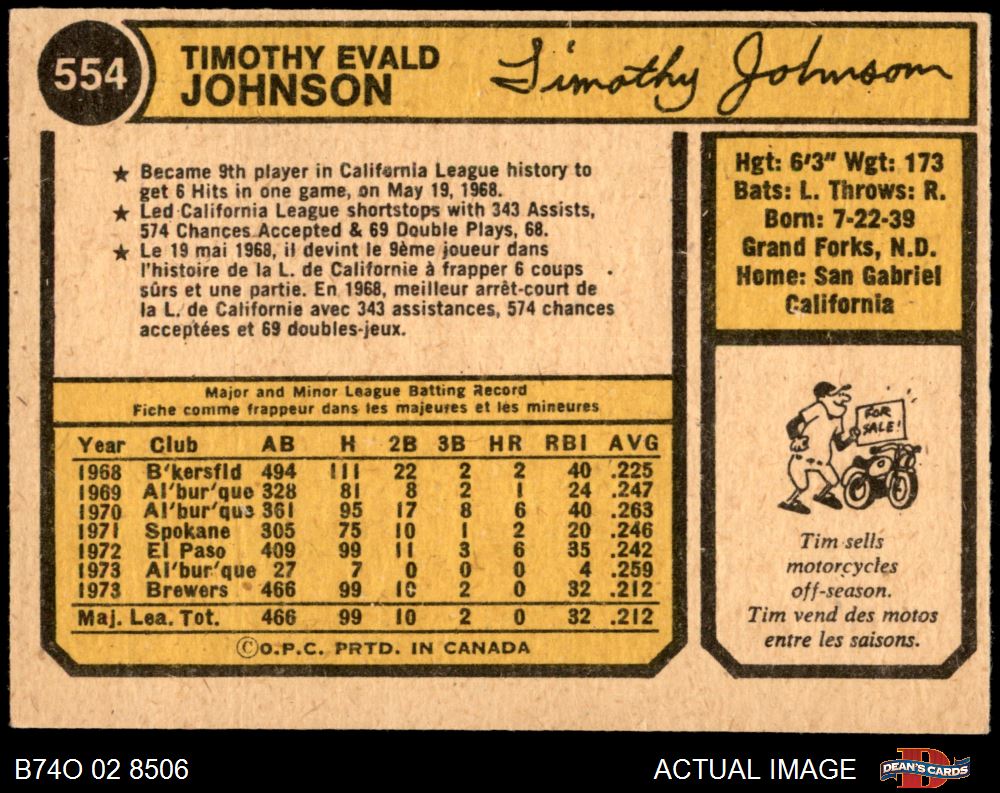 554
TIMOTHY EVALD
JOHNSON
Timothy Johnson
★ Became 9th player in California League history to
get 6 Hits in one game, on May 19, 1968.
★ Led California League shortstops with 343 Assists,
574 Chances Accepted & 69 Double Plays, 68.
★ Le 19 mai 1968, il devint le 9ème joueur dans
l'histoire de la L. de Californie à frapper 6 coups
sûrs et une partie. En 1968, meilleur arrêt-court de
la L. de Californie avec 343 assistances, 574 chances
acceptées et 69 doubles-jeux.
Hgt: 6'3" Wgt: 173
Bats: L. Throws: R.
Born: 7-22-39
Grand Forks, N.D.
Home: San Gabriel
California
Major and Minor League Batting Record
Fiche comme frappeur dans les majeures et les mineures
Year Club AB H 2B 3B HR RBI AVG
1968 B'kersfld 494 111 22 2 2 40 .225
1969 Al'bur'que 328 81 8 2 1 24 .247
1970 Al'bur'que 361 95 17 8 6 40 .263
1971 Spokane 305 75 10 1 2 20 .246
1972 El Paso 409 99 11 3 6 35 .242
1973 Al'bur'que 27 7 0 0 0 4 .259
1973 Brewers 466 99 10 2 0 32 .212
Maj. Lea. Tot. 466 99 10 2 0 32 .212
©O.P.C. PRTD. IN CANADA
FOR
SALE!
Tim sells
motorcycles
off-season.
Tim vend des motos
entre les saisons.
B74O 02 8506
ACTUAL IMAGE
DEAN'S CARDS